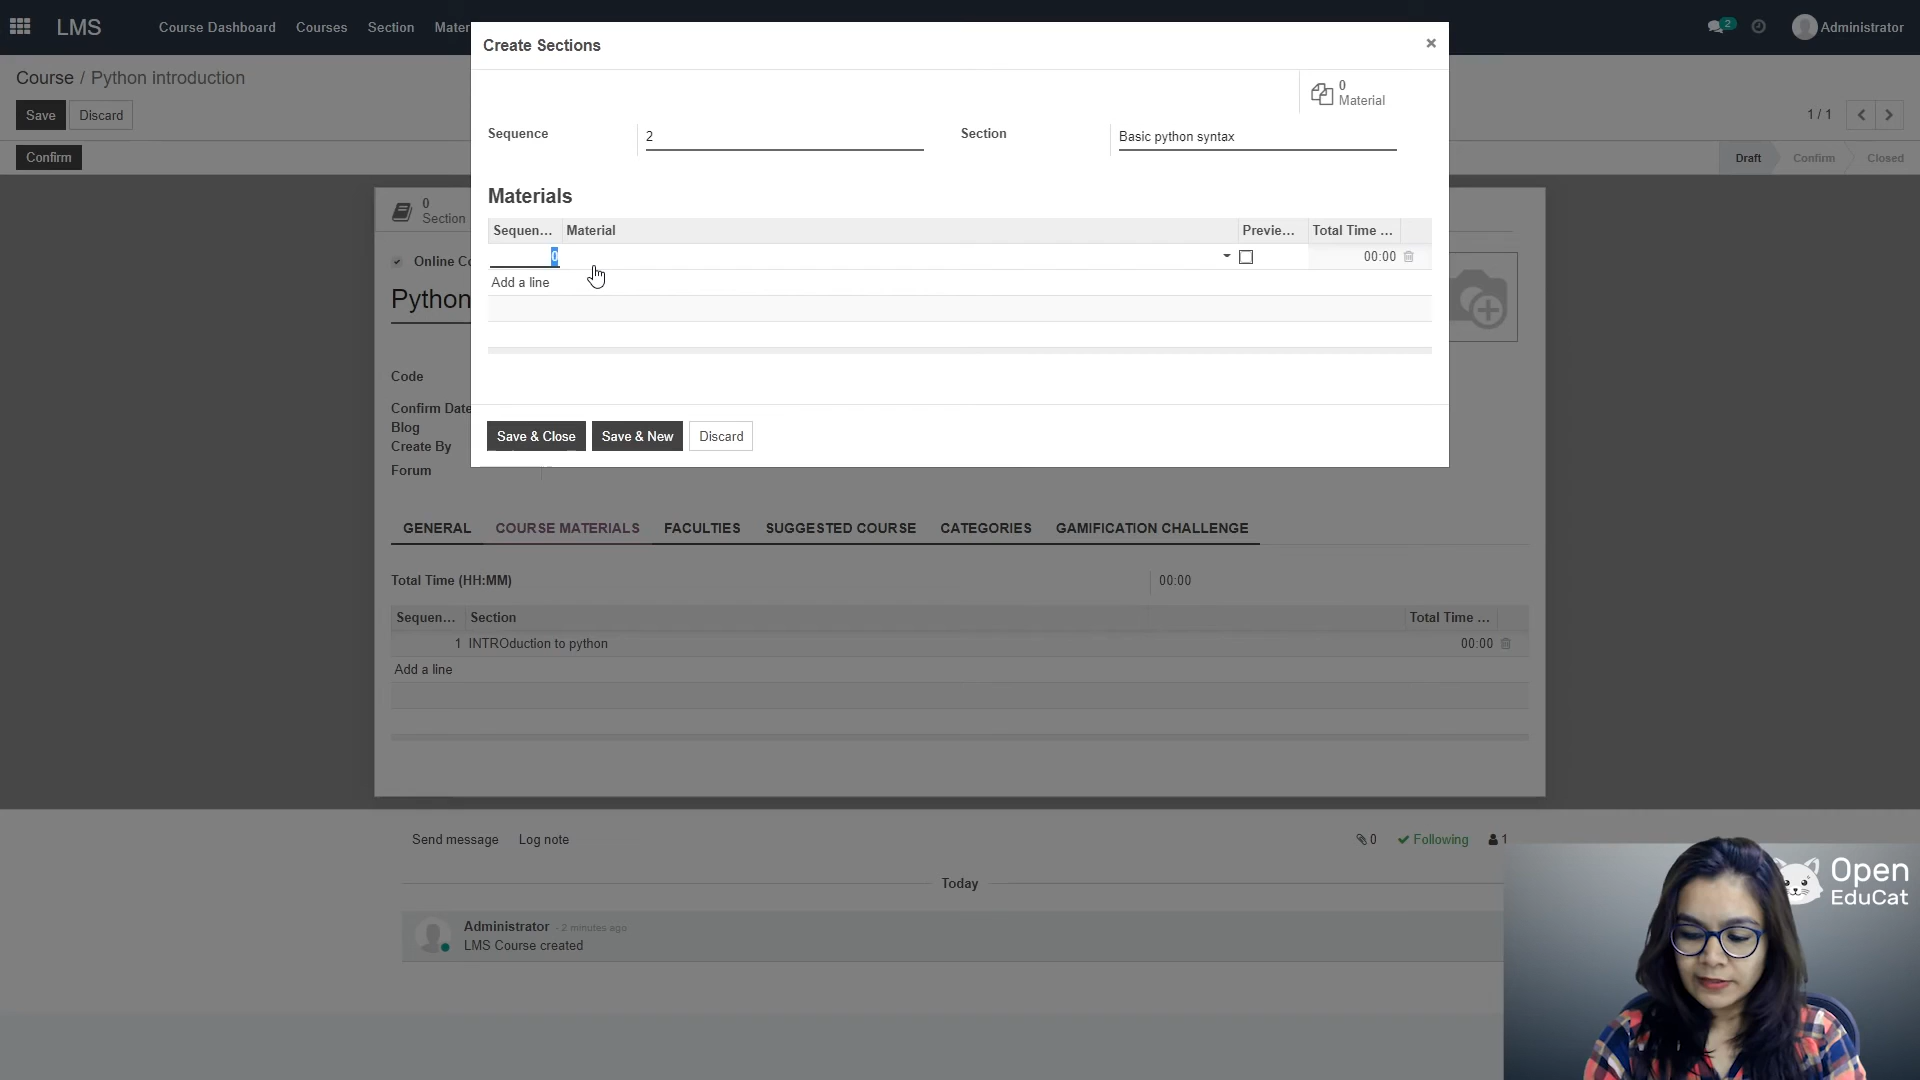 LMS
Course Dashboard Courses Section Mater
2
Administrator
Course / Python introduction
Save Discard
1 / 1
Confirm
Draft Confirm Closed
Create Sections
×
0
Material
Sequence 2 Section Basic python syntax
Materials
Sequen... Material Previe... Total Time ...
0 00:00
Add a line
Save & Close Save & New Discard
0
Section
Online Co
Python
Code
Confirm Date
Blog
Create By
Forum
GENERAL COURSE MATERIALS FACULTIES SUGGESTED COURSE CATEGORIES GAMIFICATION CHALLENGE
Total Time (HH:MM) 00:00
Sequen... Section Total Time ...
1 INTROduction to python 00:00
Add a line
Send message Log note
0 Following 1
Today
Administrator - 2 minutes ago
LMS Course created
Open
EduCat